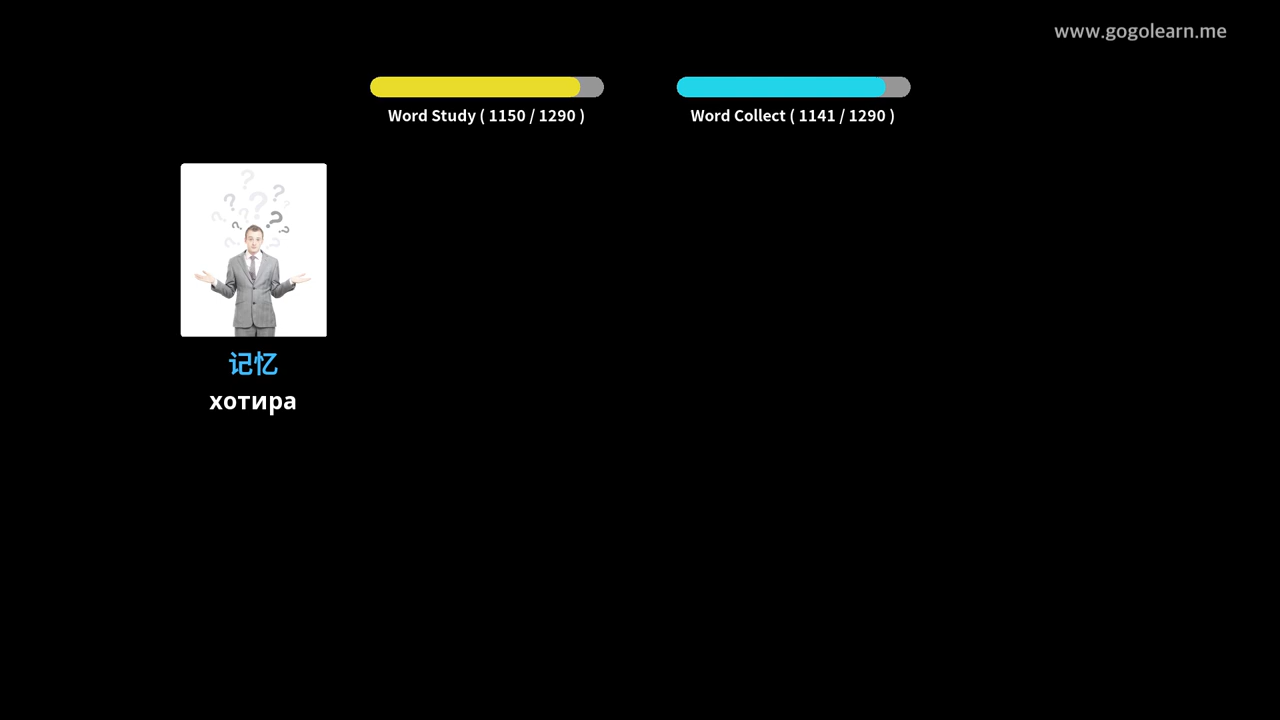 www.gogolearn.me
Word Study ( 1150 / 1290 )
Word Collect ( 1141 / 1290 )
记忆
хотира